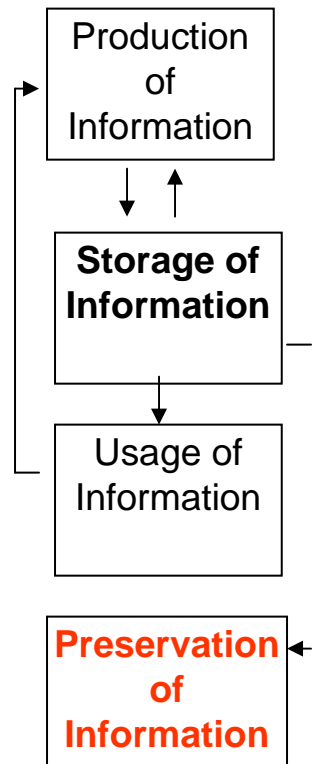 Production
of
Information
Storage of
Information
Usage of
Information
Preservation
of
Information